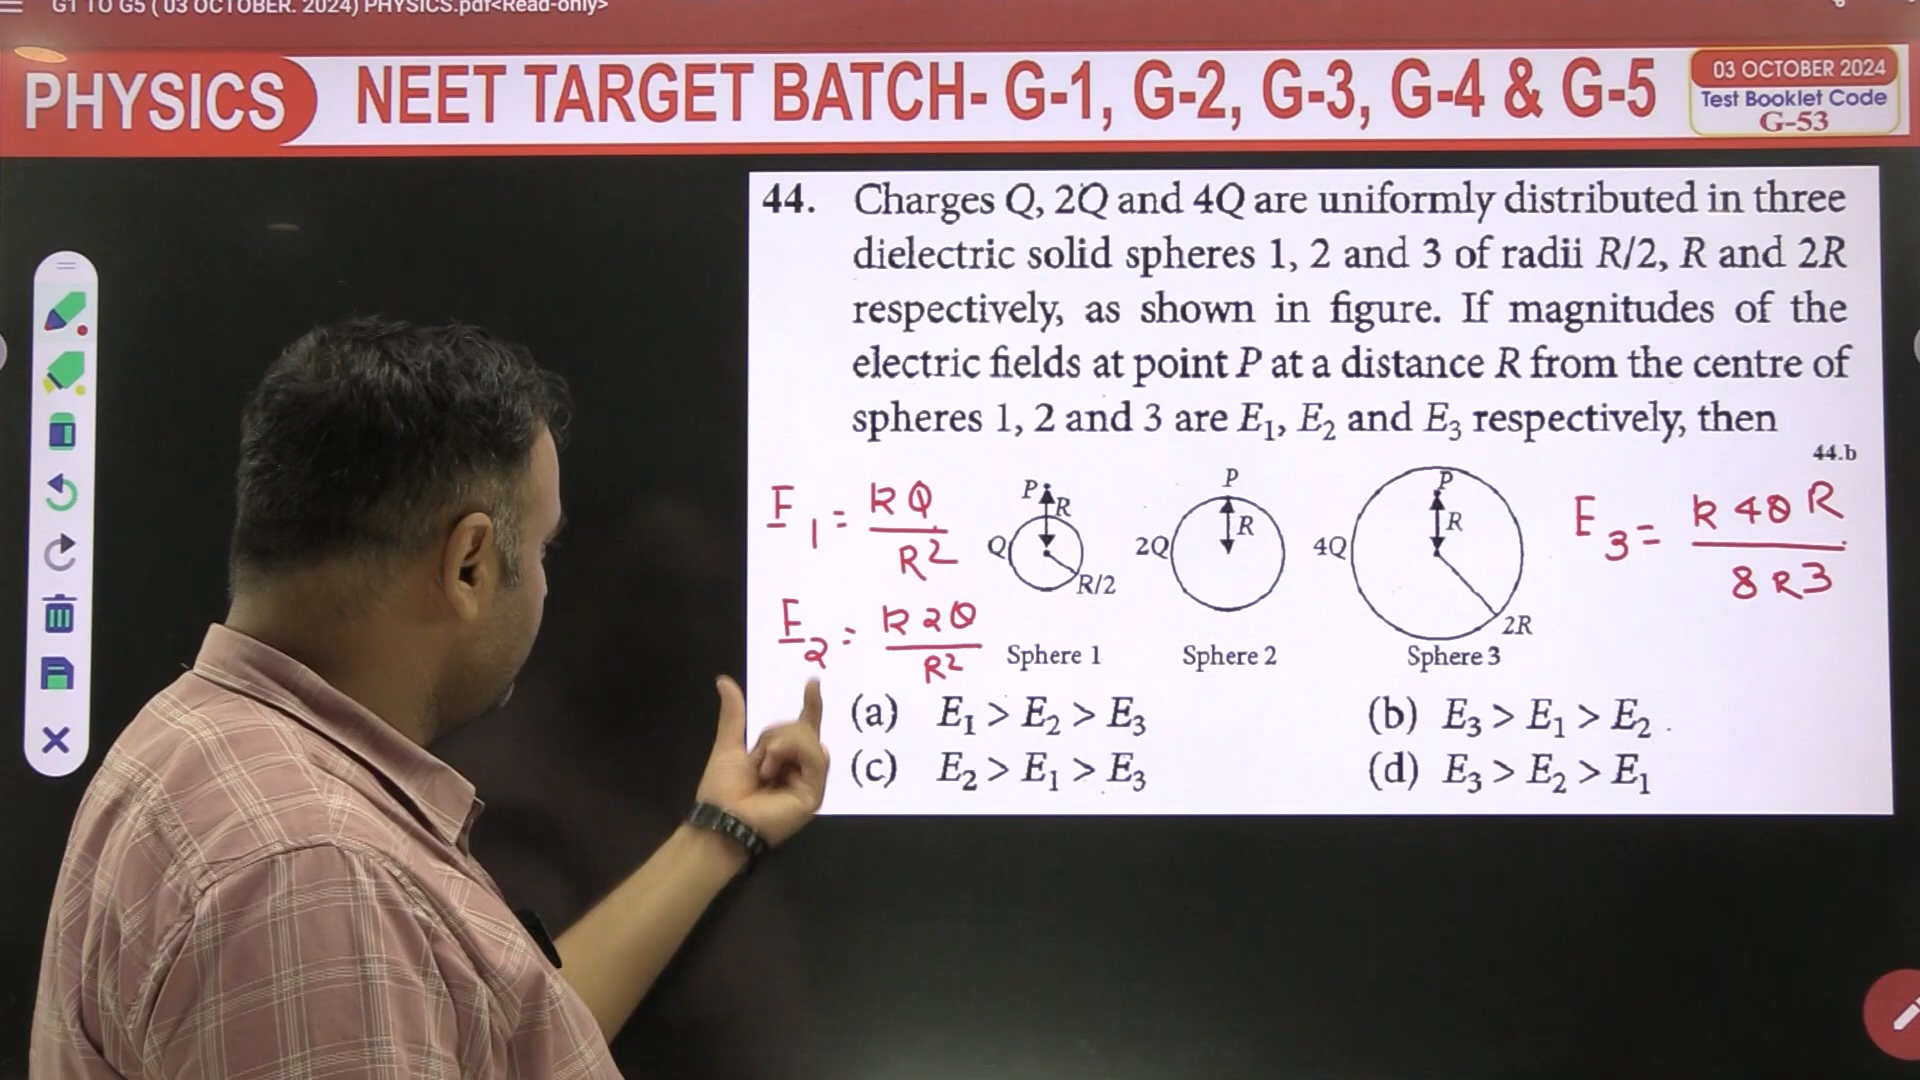 G1 TO G5 ( 03 OCTOBER. 2024) PHYSICS.pdf<Read-only>
PHYSICS
NEET TARGET BATCH- G-1, G-2, G-3, G-4 & G-5
03 OCTOBER 2024
Test Booklet Code
G-53
44. Charges Q, 2Q and 4Q are uniformly distributed in three
dielectric solid spheres 1, 2 and 3 of radii R/2, R and 2R
respectively, as shown in figure. If magnitudes of the
electric fields at point P at a distance R from the centre of
spheres 1, 2 and 3 are E₁, E₂ and E₃ respectively, then
44.b
E₁ = kQ / R²
P R Q R/2
P R 2Q
P R 4Q 2R
E₃ = k4QR / 8R3
E₂ = k2Q / R²
Sphere 1 Sphere 2 Sphere 3
(a) E₁ > E₂ > E₃ (b) E₃ > E₁ > E₂
(c) E₂ > E₁ > E₃ (d) E₃ > E₂ > E₁